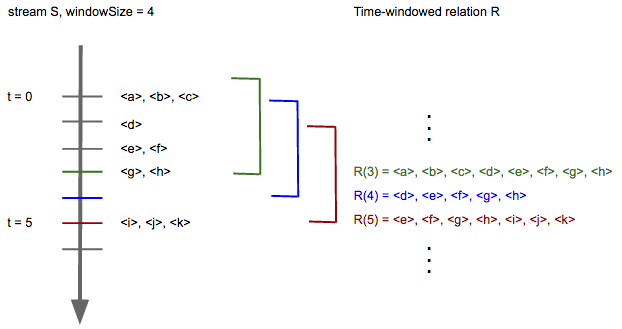 stream S, windowSize = 4
Time-windowed relation R
t = 0
<a>, <b>, <c>
<d>
<e>, <f>
<g>, <h>
R(3) = <a>, <b>, <c>, <d>, <e>, <f>, <g>, <h>
R(4) = <d>, <e>, <f>, <g>, <h>
t = 5
<i>, <j>, <k>
R(5) = <e>, <f>, <g>, <h>, <i>, <j>, <k>